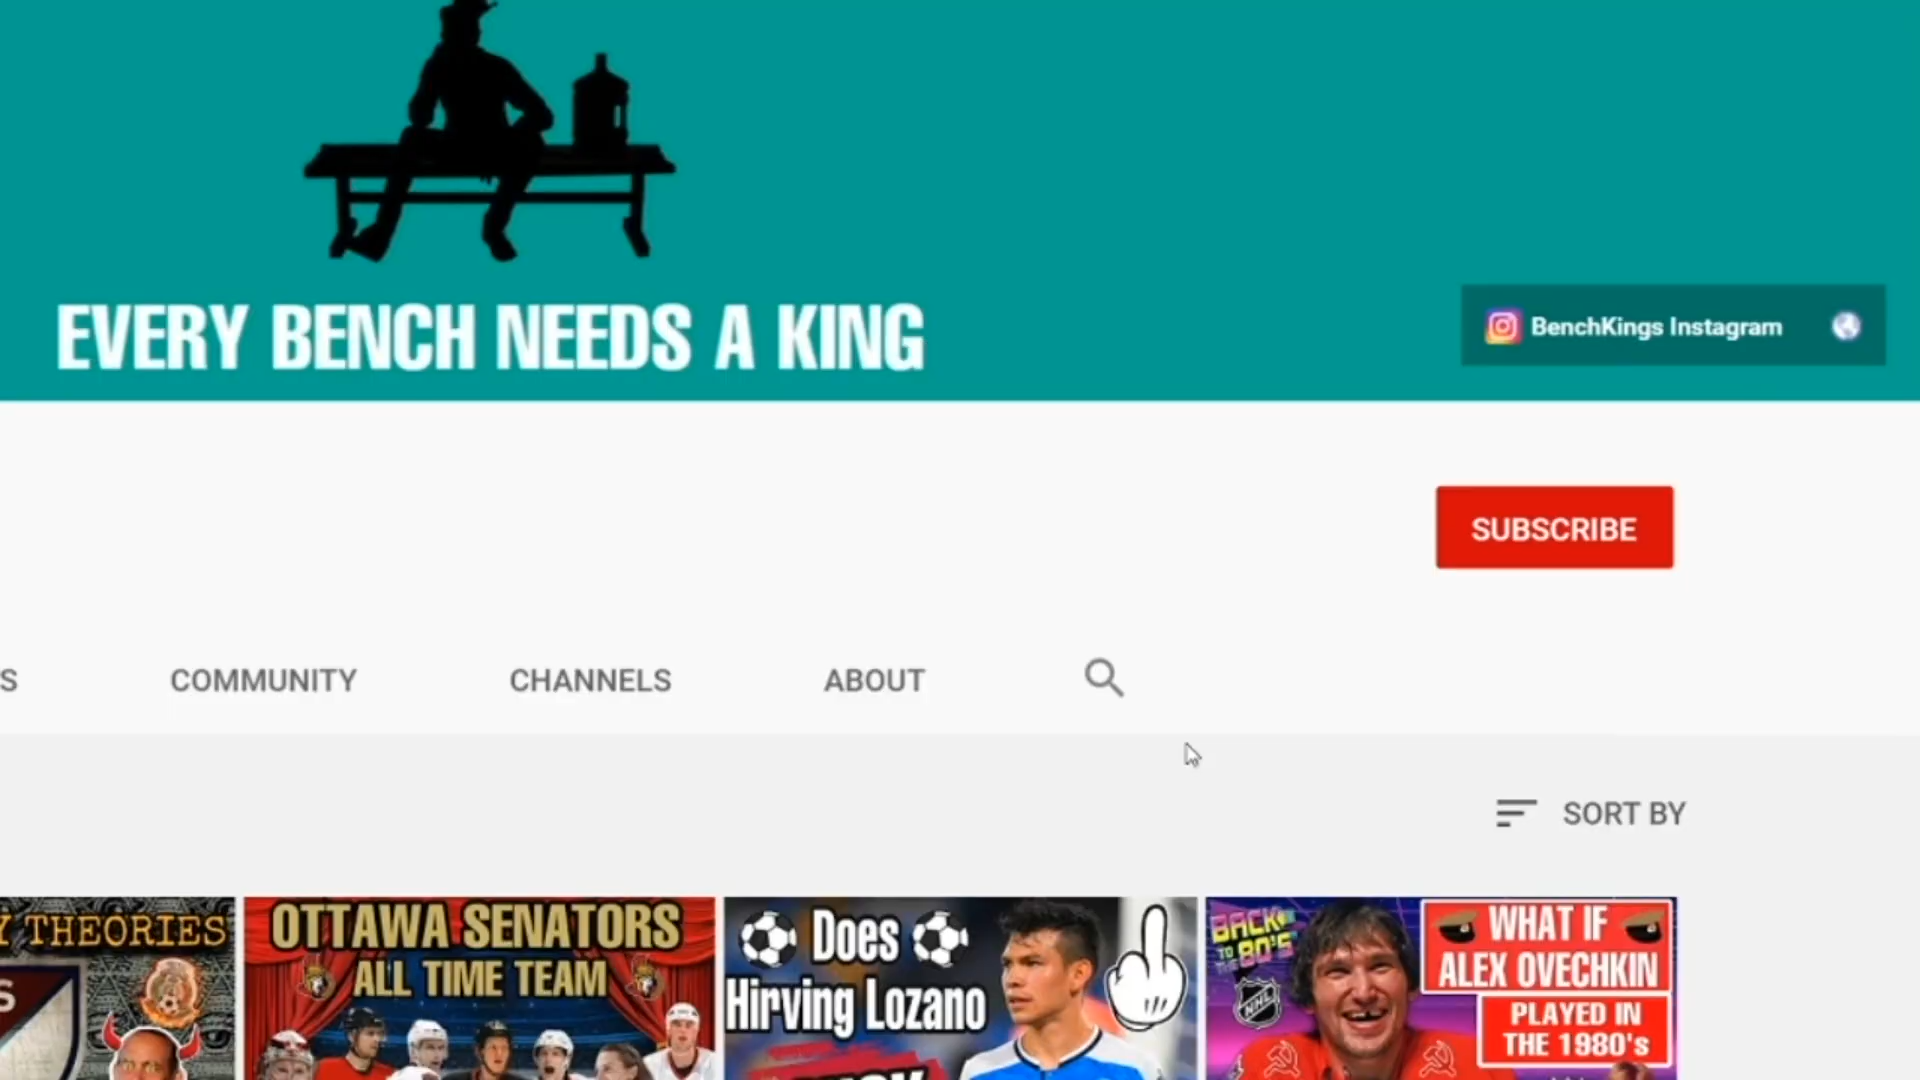 EVERY BENCH NEEDS A KING
BenchKings Instagram
SUBSCRIBE
S COMMUNITY CHANNELS ABOUT
SORT BY
Y THEORIES
S
OTTAWA SENATORS
ALL TIME TEAM
Does
Hirving Lozano
BACK
TO THE 80'S
NHL
WHAT IF
ALEX OVECHKIN
PLAYED IN
THE 1980's